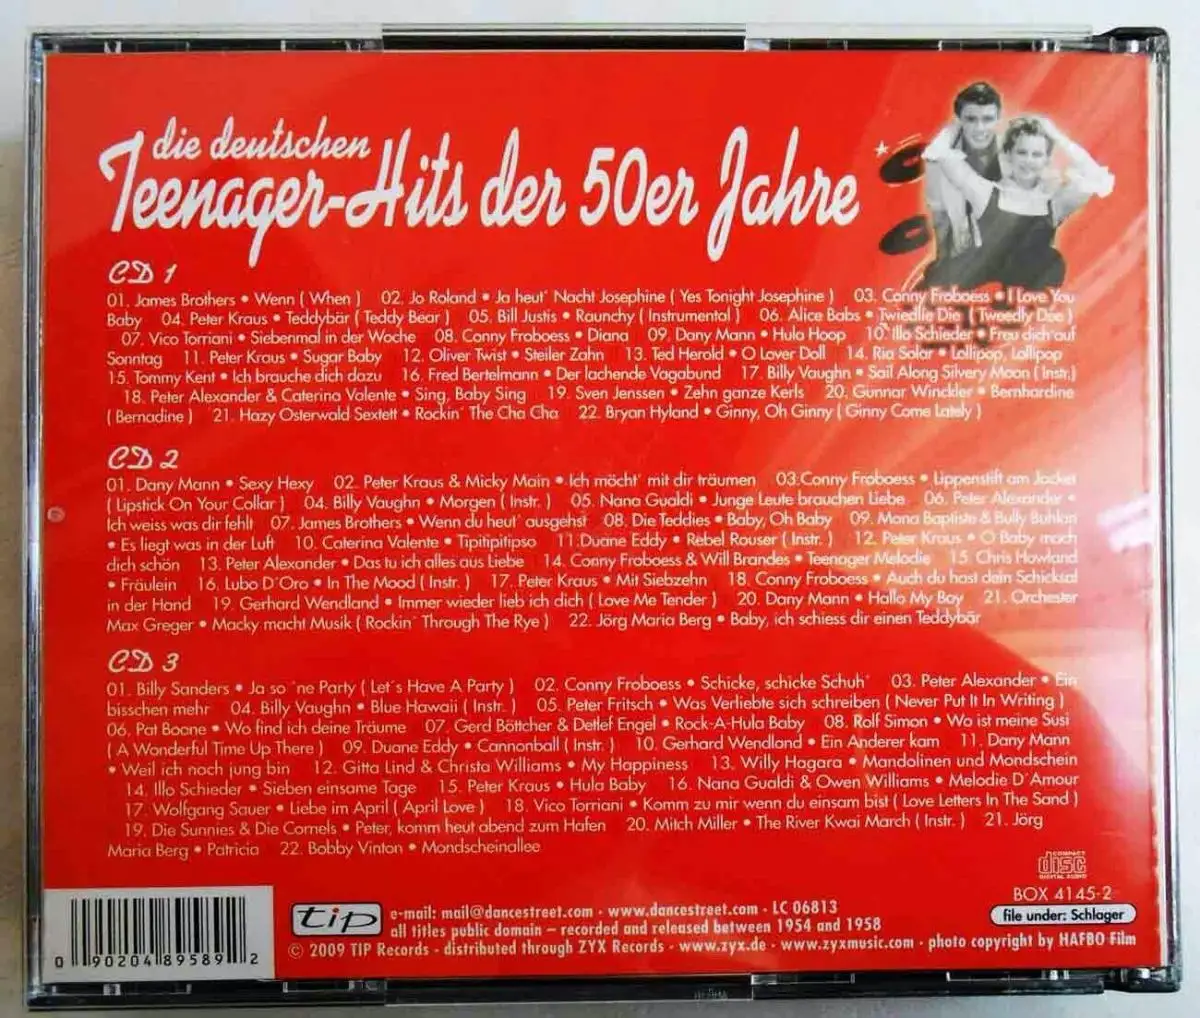 die deutschen
Teenager-Hits der 50er Jahre
CD 1
01. James Brothers • Wenn ( When ) 02. Jo Roland • Ja heut' Nacht Josephine ( Yes Tonight Josephine ) 03. Conny Froboess • I Love You
Baby 04. Peter Kraus • Teddybär ( Teddy Bear ) 05. Bill Justis • Raunchy ( Instrumental ) 06. Alice Babs • Twiedlie Die ( Tweedly Dee )
07. Vico Torriani • Siebenmal in der Woche 08. Conny Froboess • Diana 09. Dany Mann • Hula Hoop 10. Illo Schieder • Freu dich auf
Sonntag 11. Peter Kraus • Sugar Baby 12. Oliver Twist • Steiler Zahn 13. Ted Herold • O Lover Doll 14. Ria Solar • Lollipop, Lollipop
15. Tommy Kent • Ich brauche dich dazu 16. Fred Bertelmann • Der lachende Vagabund 17. Billy Vaughn • Sail Along Silvery Moon ( Instr.)
18. Peter Alexander & Caterina Valente • Sing, Baby Sing 19. Sven Jenssen • Zehn ganze Kerls 20. Gunnar Winckler • Bernhardine
( Bernadine ) 21. Hazy Osterwald Sextett • Rockin´ The Cha Cha 22. Bryan Hyland • Ginny, Oh Ginny ( Ginny Come Lately )
CD 2
01. Dany Mann • Sexy Hexy 02. Peter Kraus & Micky Main • Ich möcht´ mit dir träumen 03.Conny Froboess • Lippenstift am Jacket
( Lipstick On Your Collar ) 04. Billy Vaughn • Morgen ( Instr. ) 05. Nana Gualdi • Junge Leute brauchen Liebe 06. Peter Alexander •
Ich weiss was dir fehlt 07. James Brothers • Wenn du heut´ ausgehst 08. Die Teddies • Baby, Oh Baby 09. Mona Baptiste & Bully Buhlan
• Es liegt was in der Luft 10. Caterina Valente • Tipitipitipso 11.Duane Eddy • Rebel Rouser ( Instr. ) 12. Peter Kraus • O Baby mach
dich schön 13. Peter Alexander • Das tu ich alles aus Liebe 14. Conny Froboess & Will Brandes • Teenager Melodie 15. Chris Howland
• Fräulein 16. Lubo D´Oro • In The Mood ( Instr. ) 17. Peter Kraus • Mit Siebzehn 18. Conny Froboess • Auch du hast dein Schicksal
in der Hand 19. Gerhard Wendland • Immer wieder lieb ich dich ( Love Me Tender ) 20. Dany Mann • Hallo My Boy 21. Orchester
Max Greger • Macky macht Musik ( Rockin´ Through The Rye ) 22. Jörg Maria Berg • Baby, ich schiess dir einen Teddybär
CD 3
01. Billy Sanders • Ja so ´ne Party ( Let´s Have A Party ) 02. Conny Froboess • Schicke, schicke Schuh´ 03. Peter Alexander • Ein
bisschen mehr 04. Billy Vaughn • Blue Hawaii ( Instr. ) 05. Peter Fritsch • Was Verliebte sich schreiben ( Never Put It In Writing )
06. Pat Boone • Wo find ich deine Träume 07. Gerd Böttcher & Detlef Engel • Rock-A-Hula Baby 08. Rolf Simon • Wo ist meine Susi
( A Wonderful Time Up There ) 09. Duane Eddy • Cannonball ( Instr. ) 10. Gerhard Wendland • Ein Anderer kam 11. Dany Mann
• Weil ich noch jung bin 12. Gitta Lind & Christa Williams • My Happiness 13. Willy Hagara • Mandolinen und Mondschein
14. Illo Schieder • Sieben einsame Tage 15. Peter Kraus • Hula Baby 16. Nana Gualdi & Owen Williams • Melodie D´Amour
17. Wolfgang Sauer • Liebe im April ( April Love ) 18. Vico Torriani • Komm zu mir wenn du einsam bist ( Love Letters In The Sand )
19. Die Sunnies & Die Cornels • Peter, komm heut abend zum Hafen 20. Mitch Miller • The River Kwai March ( Instr. ) 21. Jörg
Maria Berg • Patricia 22. Bobby Vinton • Mondscheinallee
COMPACT
disc
DIGITAL AUDIO
BOX 4145-2
file under: Schlager
0 90204 89589 2
tip
e-mail: mail@dancestreet.com · www.dancestreet.com · LC 06813
all titles public domain – recorded and released between 1954 and 1958
© 2009 TIP Records · distributed through ZYX Records · www.zyx.de · www.zyxmusic.com · photo copyright by HAFBO Film